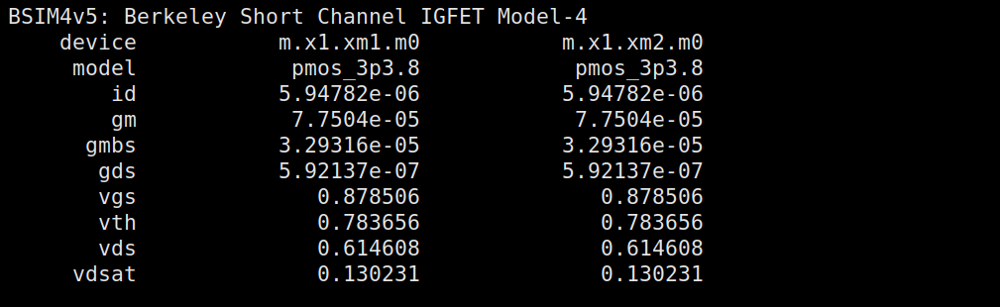 BSIM4v5: Berkeley Short Channel IGFET Model-4
device m.x1.xm1.m0 m.x1.xm2.m0
model pmos_3p3.8 pmos_3p3.8
id 5.94782e-06 5.94782e-06
gm 7.7504e-05 7.7504e-05
gmbs 3.29316e-05 3.29316e-05
gds 5.92137e-07 5.92137e-07
vgs 0.878506 0.878506
vth 0.783656 0.783656
vds 0.614608 0.614608
vdsat 0.130231 0.130231